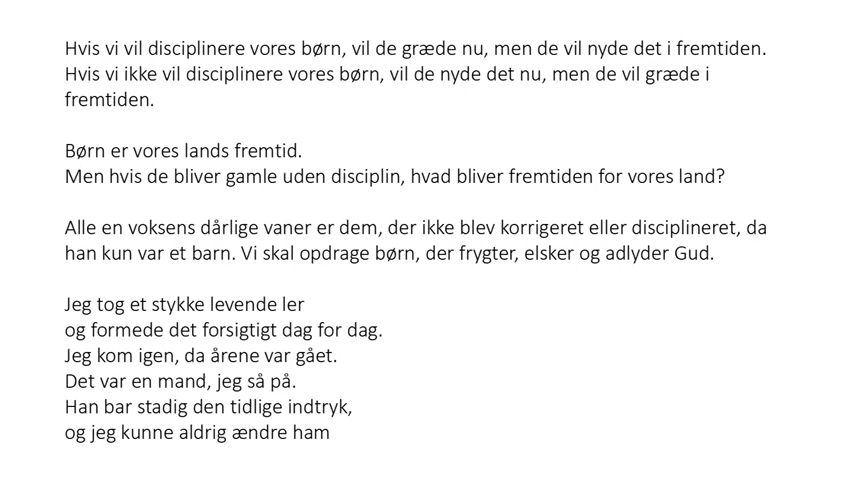 Hvis vi vil disciplinere vores børn, vil de græde nu, men de vil nyde det i fremtiden.
Hvis vi ikke vil disciplinere vores børn, vil de nyde det nu, men de vil græde i
fremtiden.
Børn er vores lands fremtid.
Men hvis de bliver gamle uden disciplin, hvad bliver fremtiden for vores land?
Alle en voksens dårlige vaner er dem, der ikke blev korrigeret eller disciplineret, da
han kun var et barn. Vi skal opdrage børn, der frygter, elsker og adlyder Gud.
Jeg tog et stykke levende ler
og formede det forsigtigt dag for dag.
Jeg kom igen, da årene var gået.
Det var en mand, jeg så på.
Han bar stadig den tidlige indtryk,
og jeg kunne aldrig ændre ham